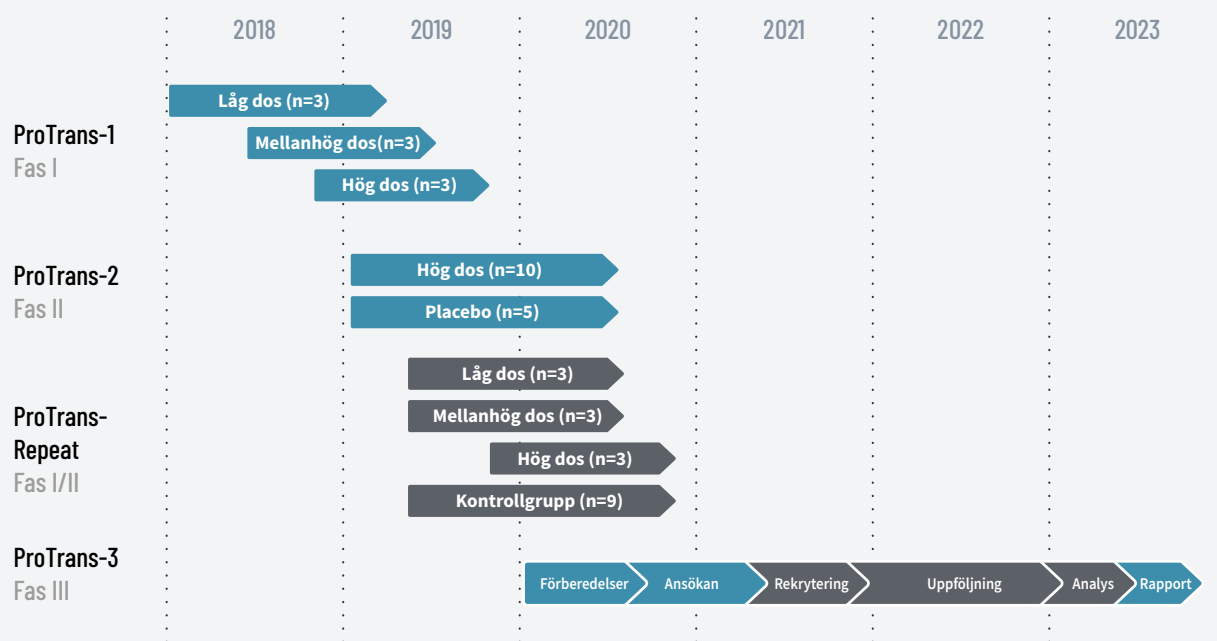 2018 2019 2020 2021 2022 2023
ProTrans-1
Fas I
Låg dos (n=3)
Mellanhög dos(n=3)
Hög dos (n=3)
ProTrans-2
Fas II
Hög dos (n=10)
Placebo (n=5)
ProTrans-
Repeat
Fas I/II
Låg dos (n=3)
Mellanhög dos (n=3)
Hög dos (n=3)
Kontrollgrupp (n=9)
ProTrans-3
Fas III
Förberedelser Ansökan Rekrytering Uppföljning Analys Rapport